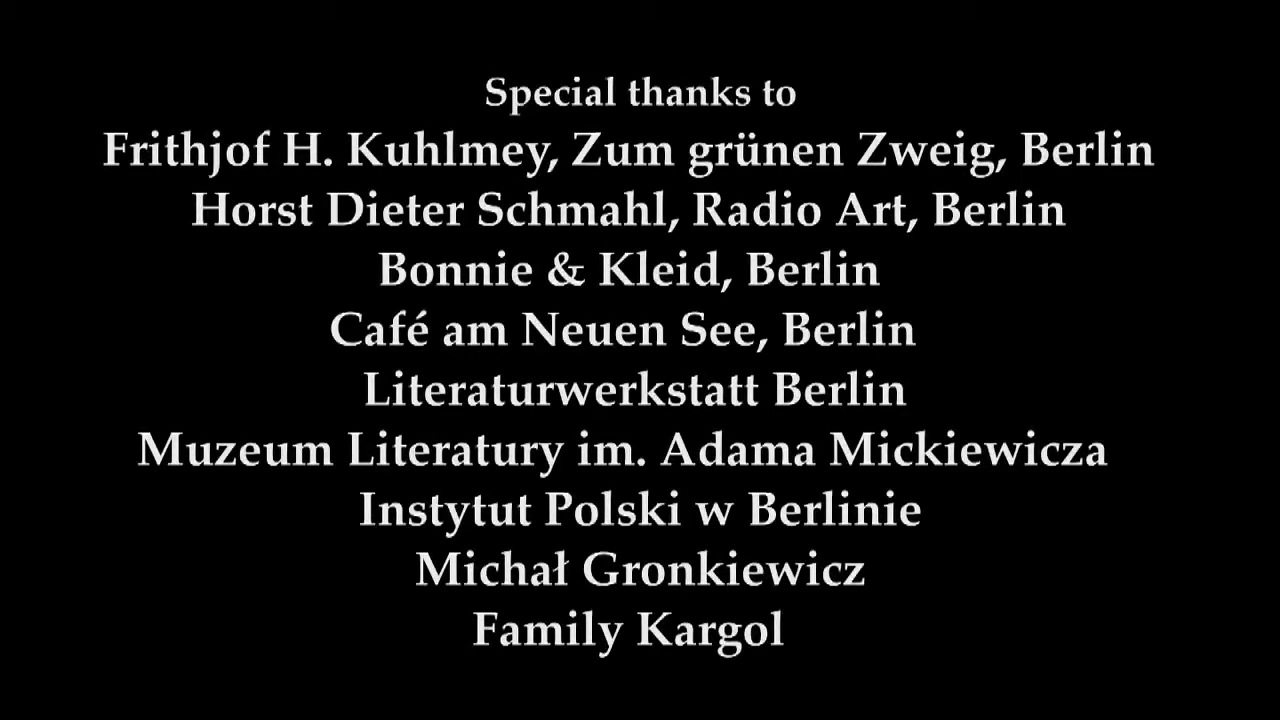 Special thanks to
Frithjof H. Kuhlmey, Zum grünen Zweig, Berlin
Horst Dieter Schmahl, Radio Art, Berlin
Bonnie & Kleid, Berlin
Café am Neuen See, Berlin
Literaturwerkstatt Berlin
Muzeum Literatury im. Adama Mickiewicza
Instytut Polski w Berlinie
Michał Gronkiewicz
Family Kargol